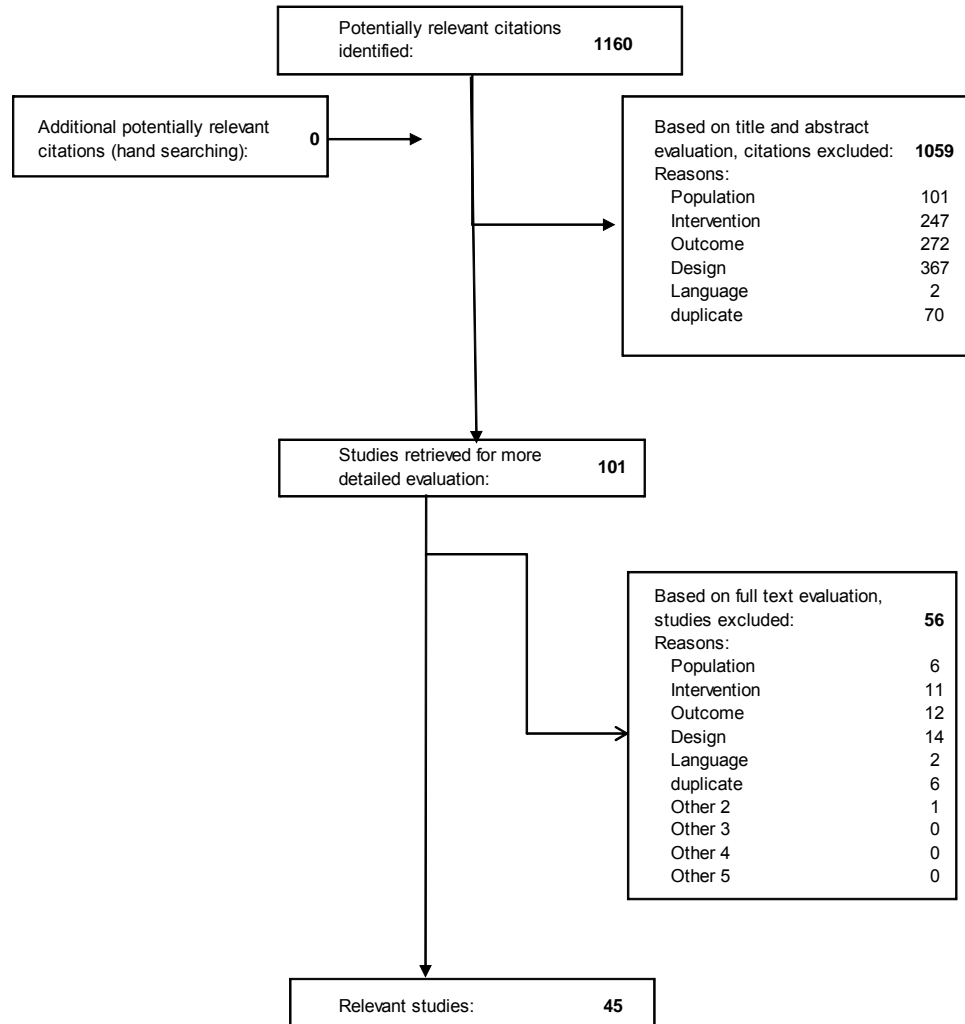 Potentially relevant citations
identified: 1160
Additional potentially relevant
citations (hand searching): 0
Based on title and abstract
evaluation, citations excluded: 1059
Reasons:
Population 101
Intervention 247
Outcome 272
Design 367
Language 2
duplicate 70
Studies retrieved for more
detailed evaluation: 101
Based on full text evaluation,
studies excluded: 56
Reasons:
Population 6
Intervention 11
Outcome 12
Design 14
Language 2
duplicate 6
Other 2 1
Other 3 0
Other 4 0
Other 5 0
Relevant studies: 45